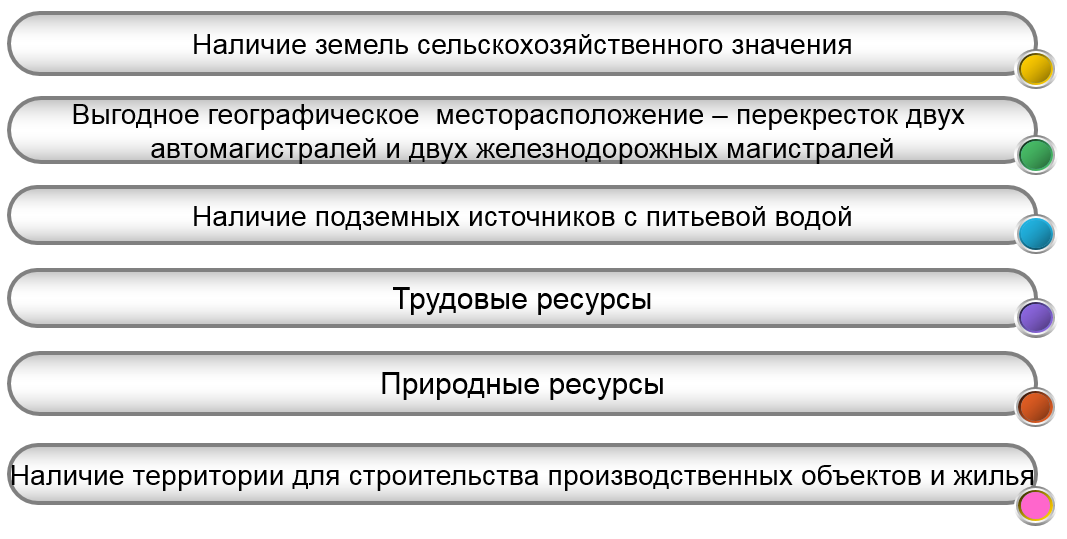 Наличие земель сельскохозяйственного значения
Выгодное географическое  месторасположение – перекресток двух
автомагистралей и двух железнодорожных магистралей
Наличие подземных источников с питьевой водой
Трудовые ресурсы
Природные ресурсы
Наличие территории для строительства производственных объектов и жилья